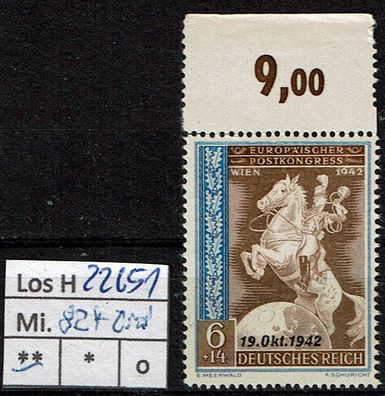 9,00
EUROPÄISCHER
POSTKONGRESS
WIEN 1942
Los H 22651
Mi. 824
** * o
6
+14
19.Okt.1942
DEUTSCHES REICH
E.MEERWALD A.SCHURICHT